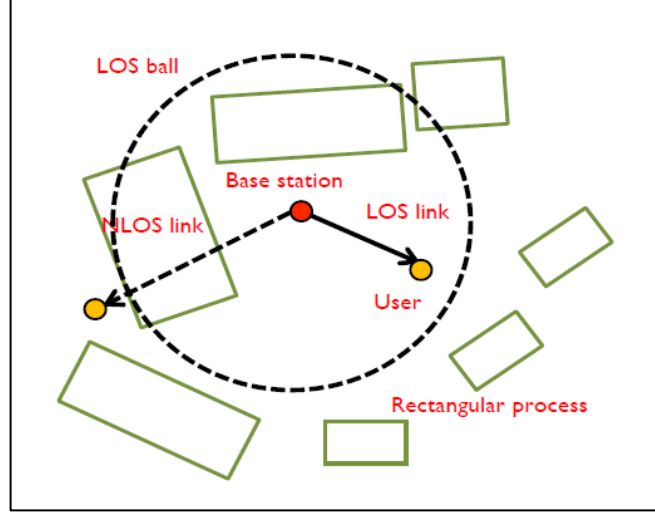 LOS ball
Base station
LOS link
NLOS link
User
Rectangular process